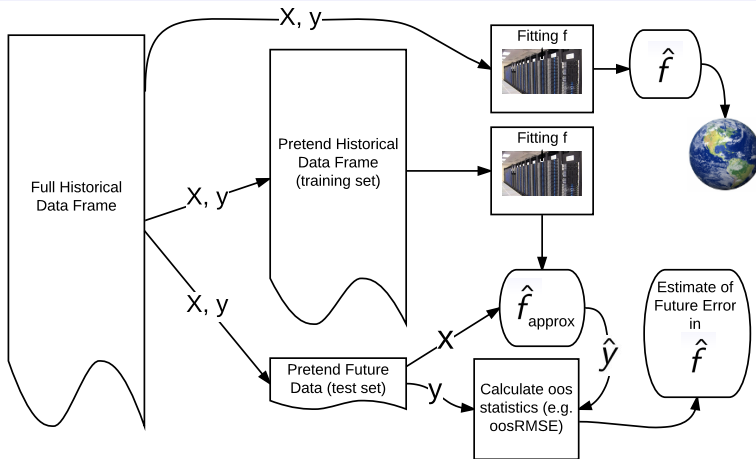 X, y
Fitting f
f̂
Full Historical
Data Frame
Pretend Historical
Data Frame
(training set)
X, y
Fitting f
X, y
f̂ approx
Estimate of
Future Error
in
f̂
X
ŷ
Pretend Future
Data (test set)
y
Calculate oos
statistics (e.g.
oosRMSE)